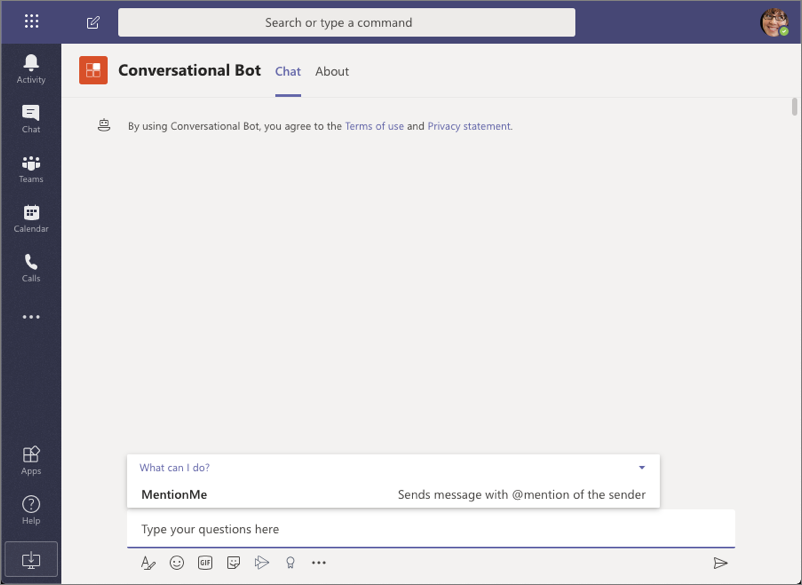 Search or type a command
Activity
Chat
Teams
Calendar
Calls
Apps
Help
Conversational Bot Chat About
By using Conversational Bot, you agree to the Terms of use and Privacy statement.
What can I do?
MentionMe Sends message with @mention of the sender
Type your questions here
GIF